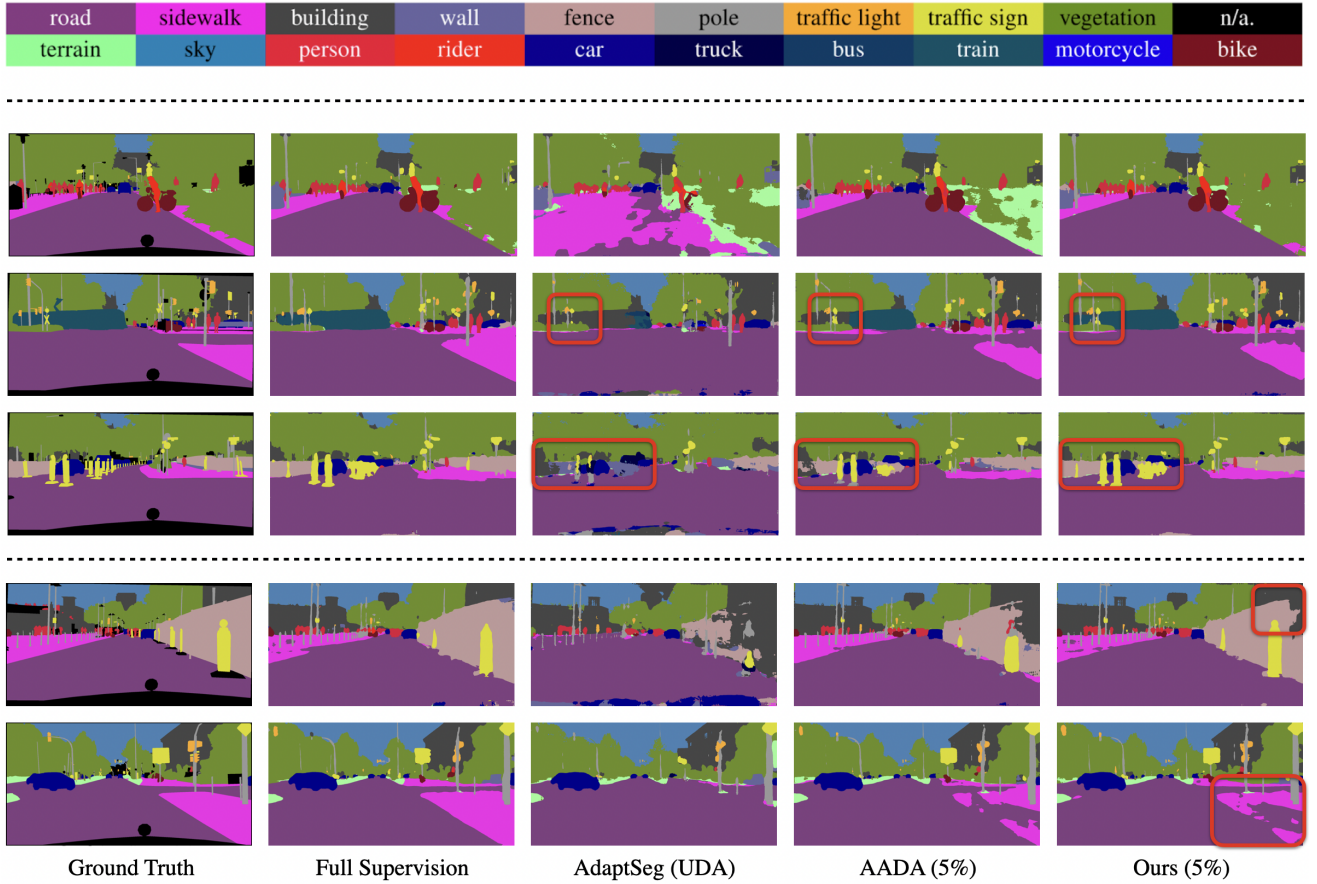 road sidewalk building wall fence pole traffic light traffic sign vegetation n/a.
terrain sky person rider car truck bus train motorcycle bike
Ground Truth Full Supervision AdaptSeg (UDA) AADA (5%) Ours (5%)